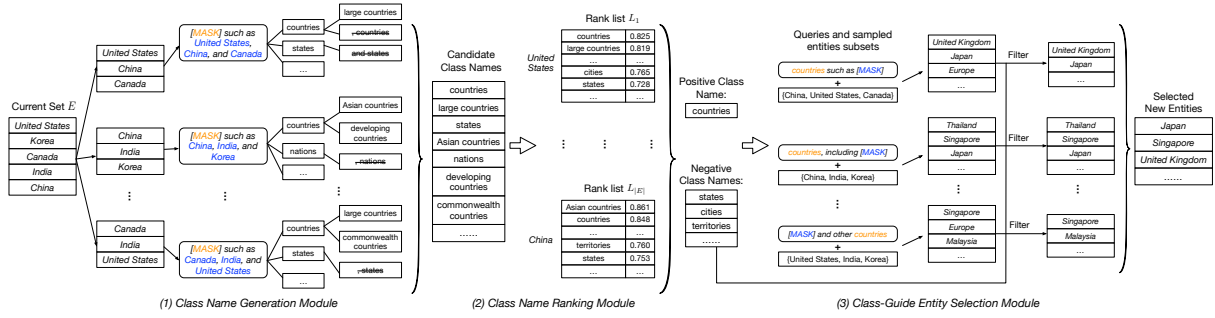 Current Set E
United States
Korea
Canada
India
China
United States
China
Canada
China
India
Korea
Canada
India
United States
[MASK] such as
United States,
China, and Canada
[MASK] such as
China, India, and
Korea
[MASK] such as
Canada, India, and
United States
countries
states
...
large countries
, countries
and states
countries
nations
...
Asian countries
developing
countries
, nations
countries
states
...
large countries
commonwealth
countries
, states
(1) Class Name Generation Module
Candidate
Class Names
countries
large countries
states
Asian countries
nations
developing
countries
commonwealth
countries
......
Rank list L1
United
States
countries 0.825
large countries 0.819
... ...
cities 0.765
states 0.728
... ...
Rank list L|E|
China
Asian countries 0.861
countries 0.848
... ...
territories 0.760
states 0.753
... ...
(2) Class Name Ranking Module
Positive Class
Name:
countries
Negative
Class Names:
states
cities
territories
......
Queries and sampled
entities subsets
countries such as [MASK]
+
{China, United States, Canada}
countries, including [MASK]
+
{China, India, Korea}
[MASK] and other countries
+
{United States, India, Korea}
United Kingdom
Japan
Europe
...
Thailand
Singapore
Japan
...
Singapore
Europe
Malaysia
...
Filter
Filter
Filter
United Kingdom
Japan
...
Thailand
Singapore
Japan
...
Singapore
Malaysia
...
Selected
New Entities
Japan
Singapore
United Kingdom
......
(3) Class-Guide Entity Selection Module